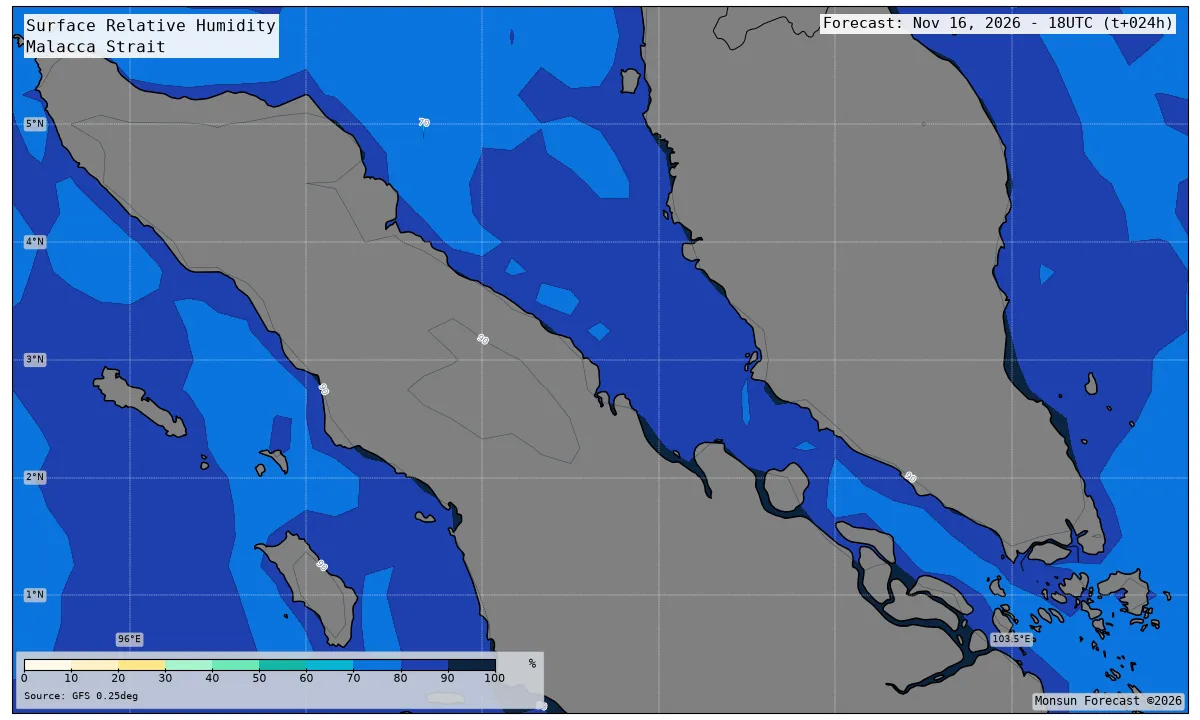 Surface Relative Humidity
Malacca Strait
Forecast: Nov 16, 2026 - 18UTC (t+024h)
70
5°N
4°N
90
3°N
90
2°N
90
90
1°N
96°E
103.5°E
%
0 10 20 30 40 50 60 70 80 90 100
Source: GFS 0.25deg
Monsun Forecast ©2026